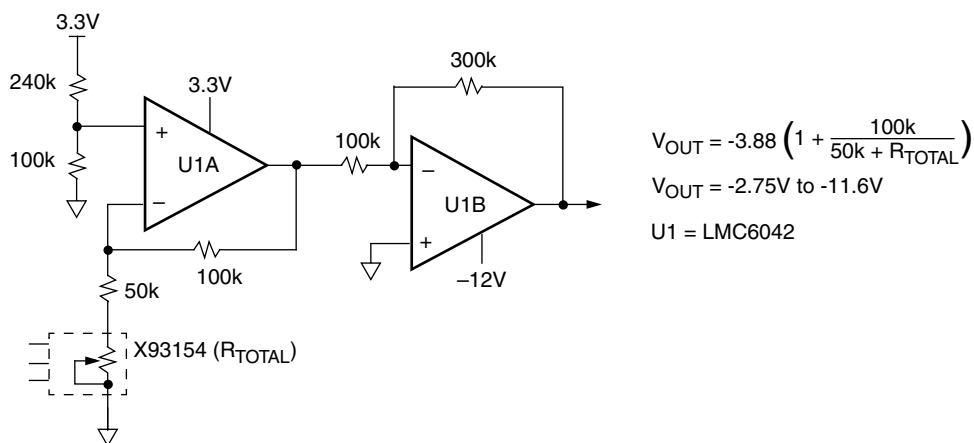 3.3V
240k
100k
3.3V
+
U1A
−
100k
50k
X93154 (RTOTAL)
100k
300k
−
U1B
+
–12V
VOUT = -3.88 (1 + 100k / 50k + RTOTAL)
VOUT = -2.75V to -11.6V
U1 = LMC6042